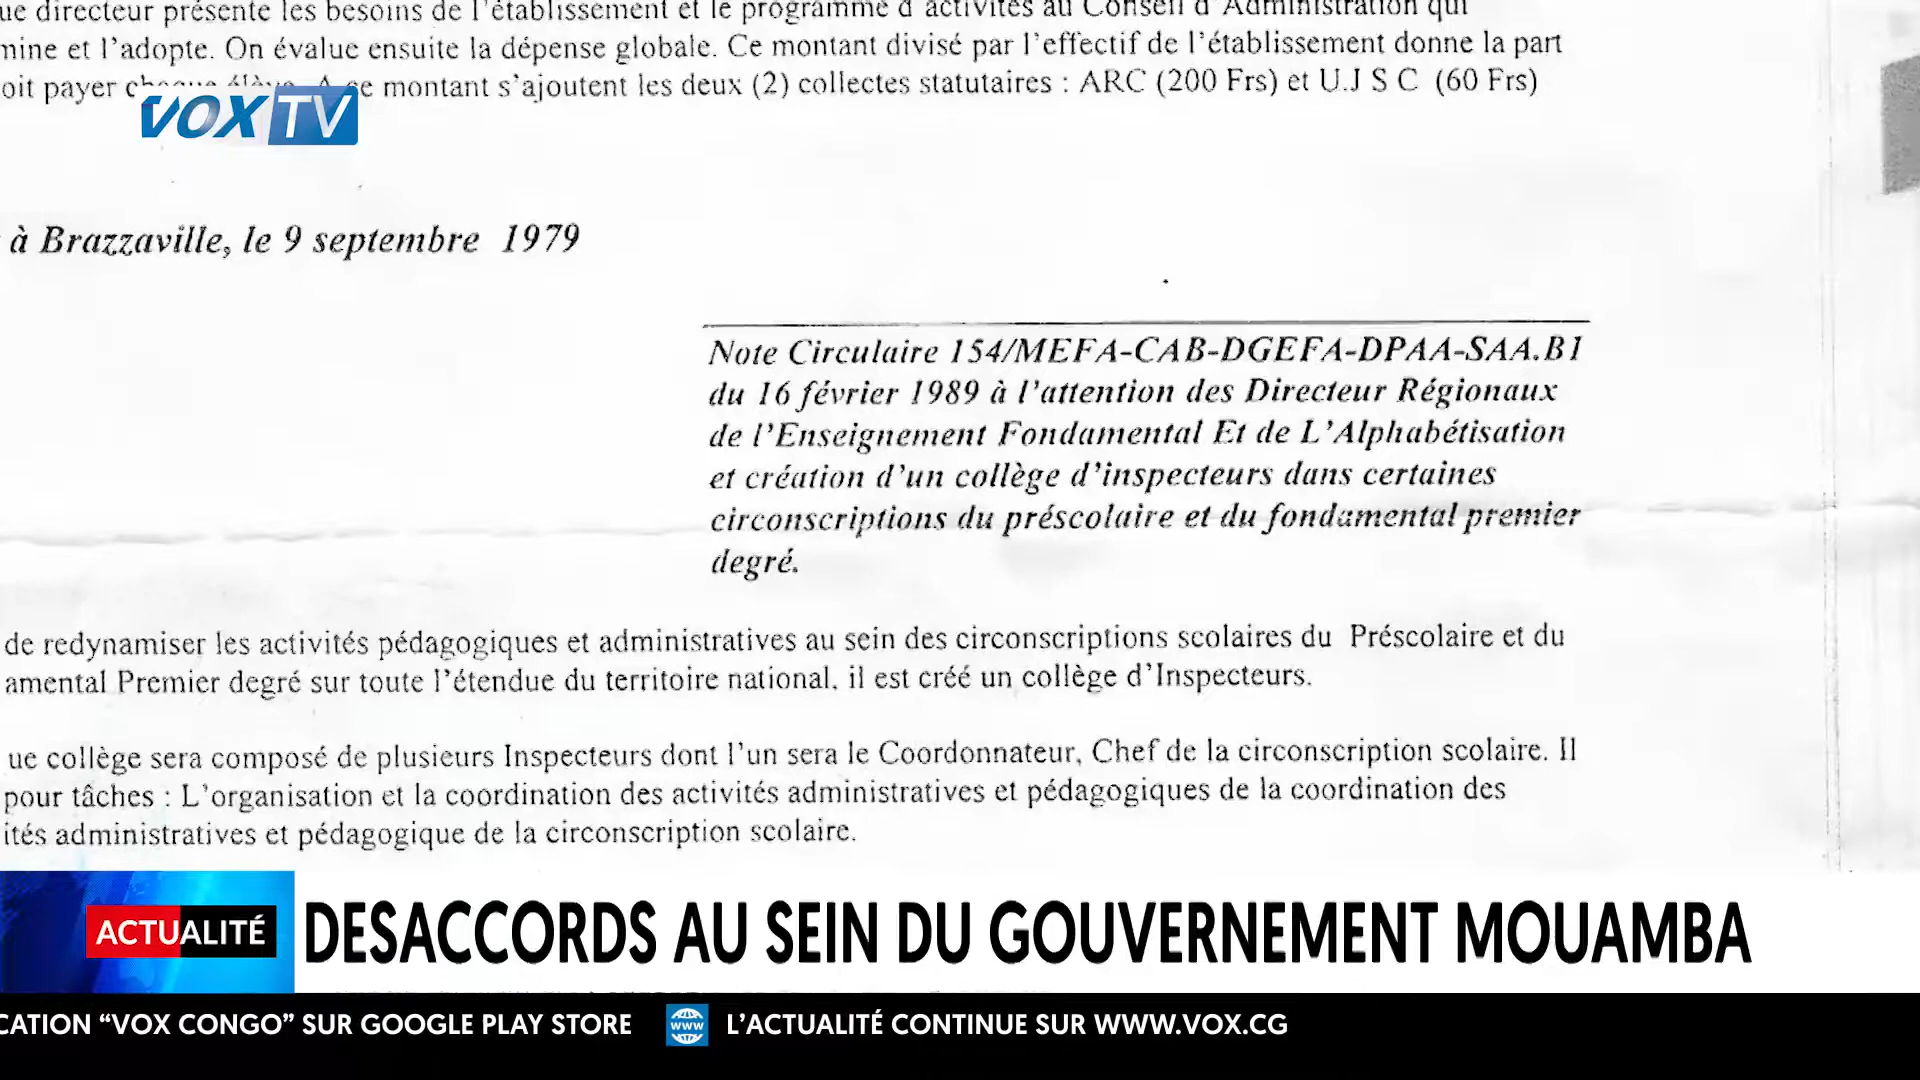 ue directeur présente les besoins de l'établissement et le programme d'activités au Conseil d'Administration qui
mine et l'adopte. On évalue ensuite la dépense globale. Ce montant divisé par l'effectif de l'établissement donne la part
oit payer chaque élève. A ce montant s'ajoutent les deux (2) collectes statutaires : ARC (200 Frs) et U.J S C (60 Frs)
VOX TV
à Brazzaville, le 9 septembre 1979
Note Circulaire 154/MEFA-CAB-DGEFA-DPAA-SAA.B1
du 16 février 1989 à l'attention des Directeur Régionaux
de l'Enseignement Fondamental Et de L'Alphabétisation
et création d'un collège d'inspecteurs dans certaines
circonscriptions du préscolaire et du fondamental premier
degré.
de redynamiser les activités pédagogiques et administratives au sein des circonscriptions scolaires du Préscolaire et du
amental Premier degré sur toute l'étendue du territoire national, il est créé un collège d'Inspecteurs.
ue collège sera composé de plusieurs Inspecteurs dont l'un sera le Coordonnateur, Chef de la circonscription scolaire. Il
pour tâches : L'organisation et la coordination des activités administratives et pédagogiques de la coordination des
ités administratives et pédagogique de la circonscription scolaire.
ACTUALITÉ
DESACCORDS AU SEIN DU GOUVERNEMENT MOUAMBA
CATION “VOX CONGO” SUR GOOGLE PLAY STORE WWW L'ACTUALITÉ CONTINUE SUR WWW.VOX.CG